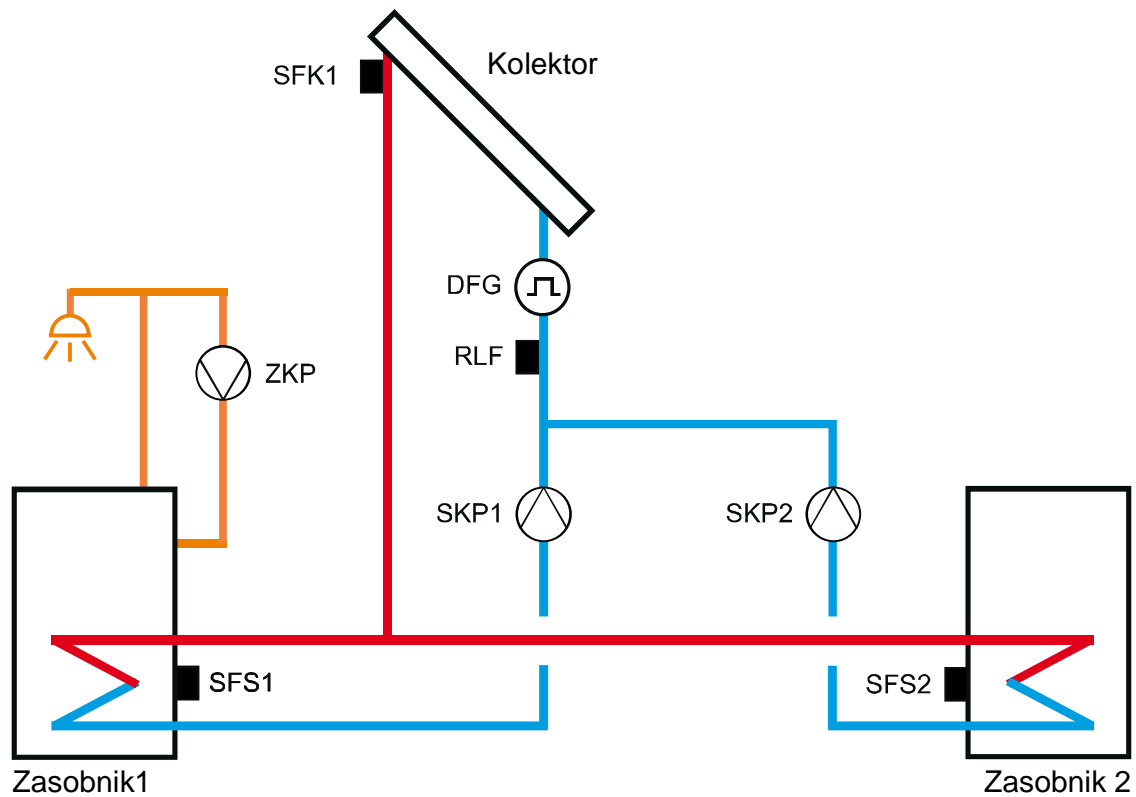 Kolektor
SFK1
DFG
RLF
ZKP
SKP1
SKP2
SFS1
SFS2
Zasobnik1
Zasobnik 2